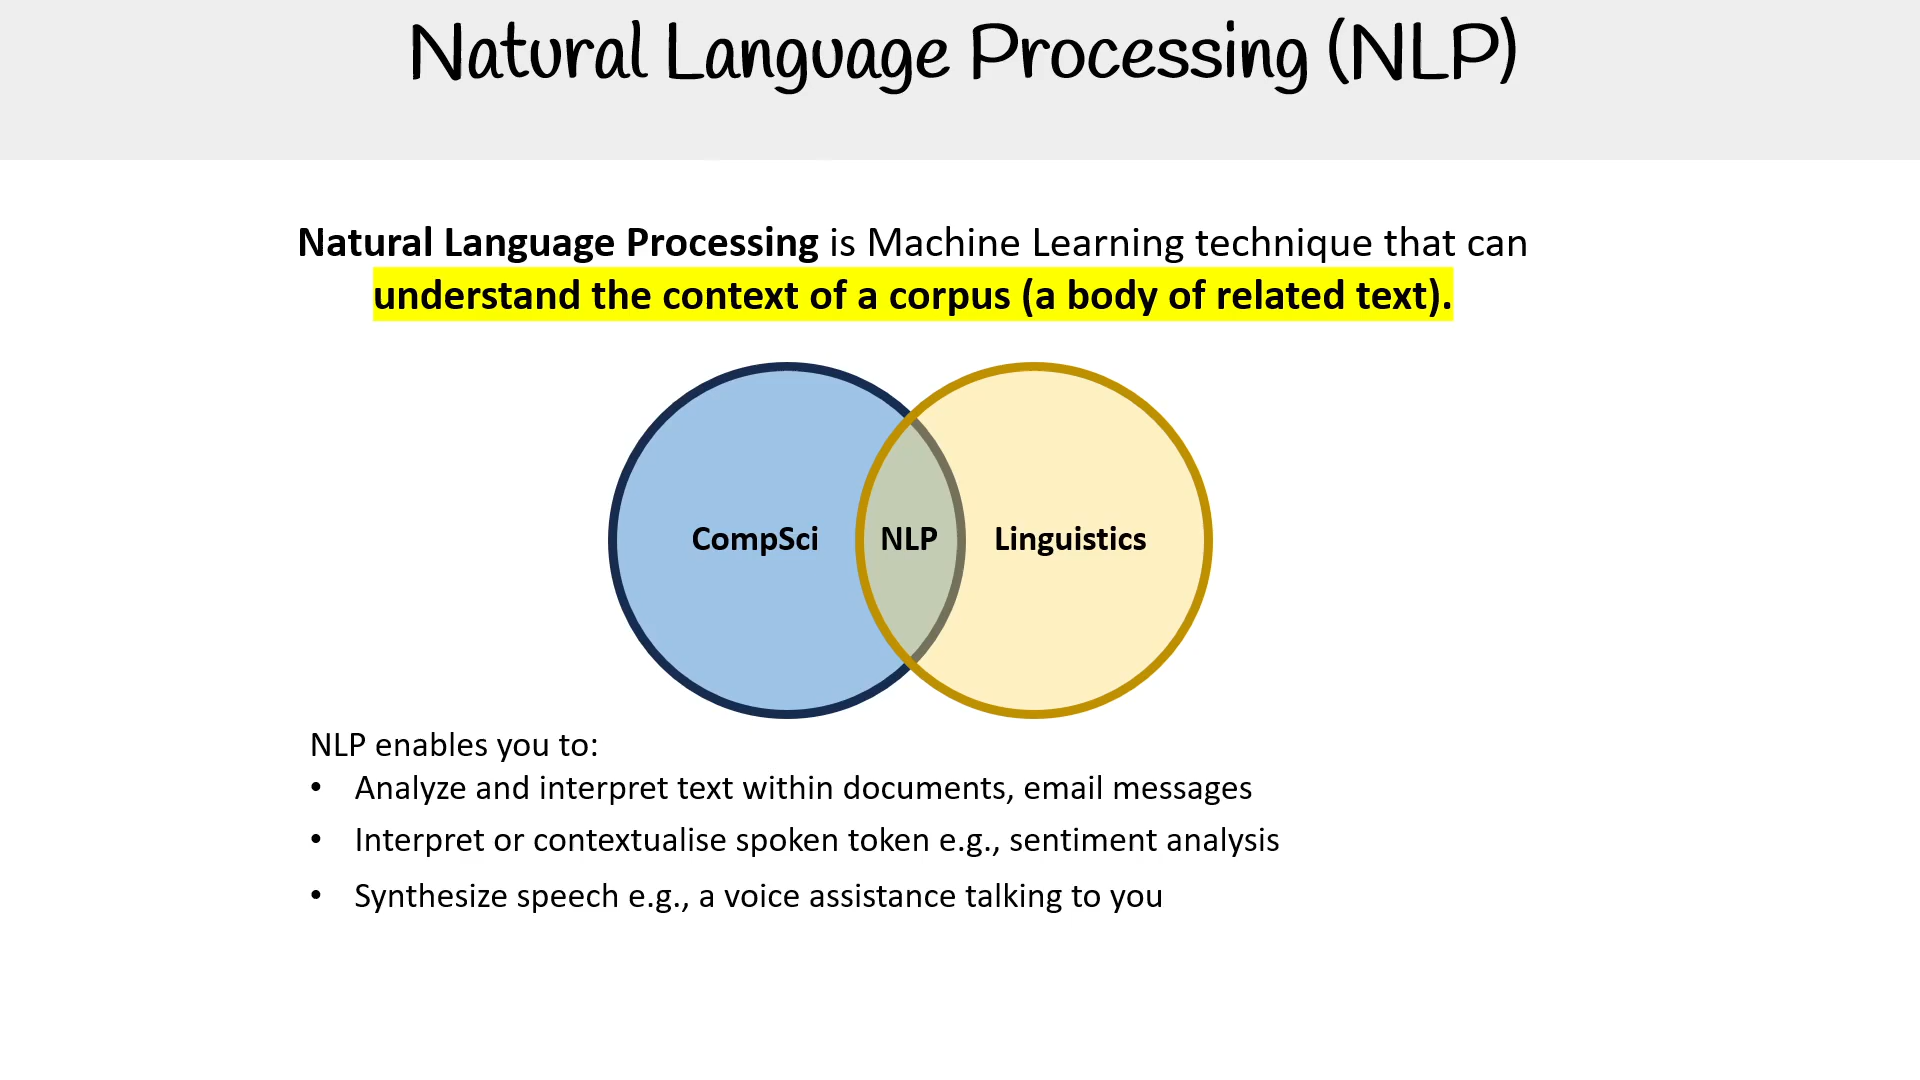 Natural Language Processing (NLP)
Natural Language Processing is Machine Learning technique that can
understand the context of a corpus (a body of related text).
CompSci NLP Linguistics
NLP enables you to:
• Analyze and interpret text within documents, email messages
• Interpret or contextualise spoken token e.g., sentiment analysis
• Synthesize speech e.g., a voice assistance talking to you